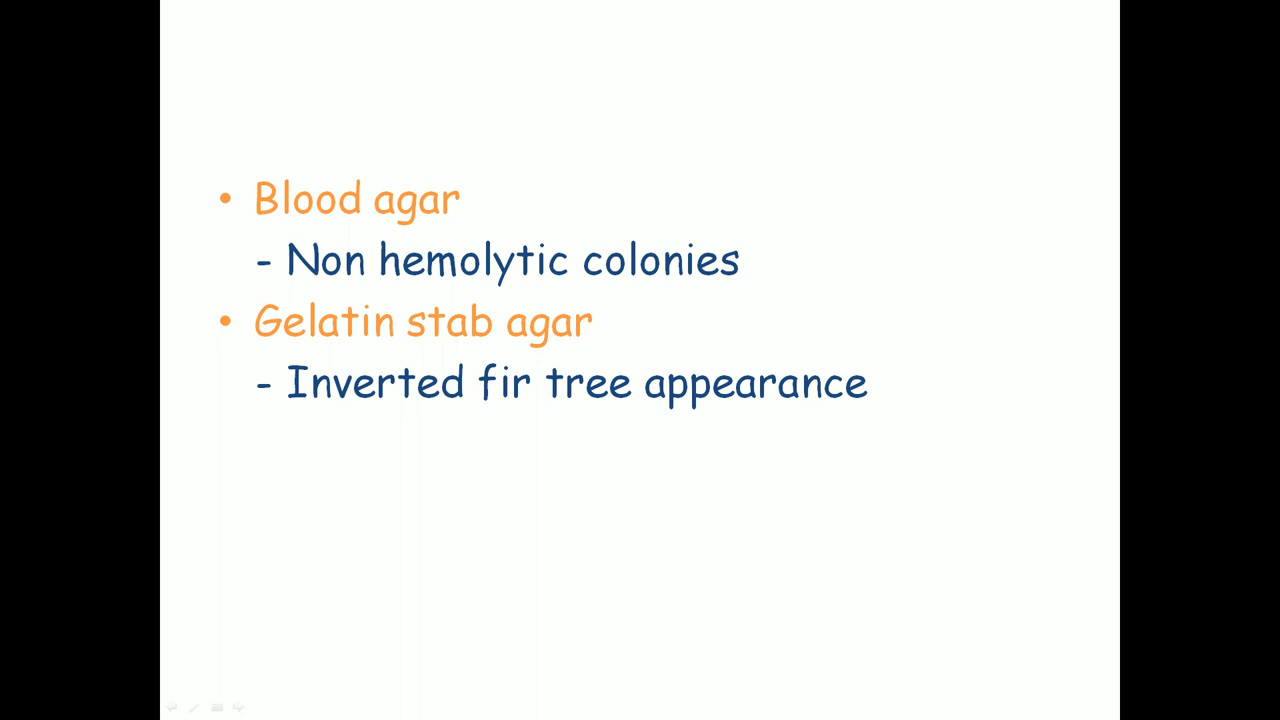 • Blood agar
- Non hemolytic colonies
• Gelatin stab agar
- Inverted fir tree appearance